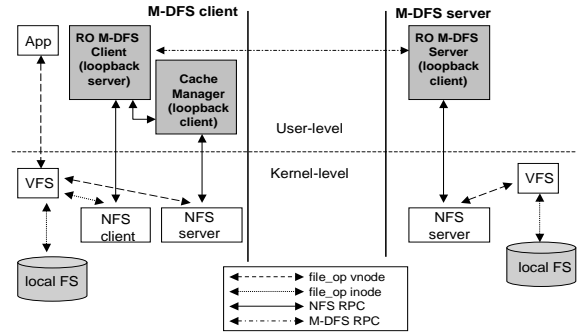 M-DFS client
M-DFS server
App
RO M-DFS
Client
(loopback
server)
Cache
Manager
(loopback
client)
RO M-DFS
Server
(loopback
client)
User-level
Kernel-level
VFS
NFS
client
NFS
server
local FS
VFS
NFS
server
local FS
file_op vnode
file_op inode
NFS RPC
M-DFS RPC